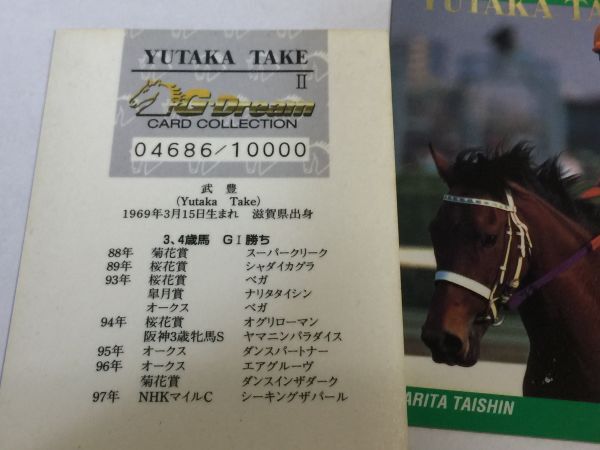 YUTAKA TAKE
II
G Dream
CARD COLLECTION
04686/10000
武 豊
(Yutaka Take)
1969年3月15日生まれ 滋賀県出身
3、4歳馬 GⅠ勝ち
88年 菊花賞 スーパークリーク
89年 桜花賞 シャダイカグラ
93年 桜花賞 ベガ
皐月賞 ナリタタイシン
オークス ベガ
94年 桜花賞 オグリローマン
阪神3歳牝馬S ヤマニンパラダイス
95年 オークス ダンスパートナー
96年 オークス エアグルーヴ
菊花賞 ダンスインザダーク
97年 NHKマイルC シーキングザパール
YUTAKA TA
ARITA TAISHIN